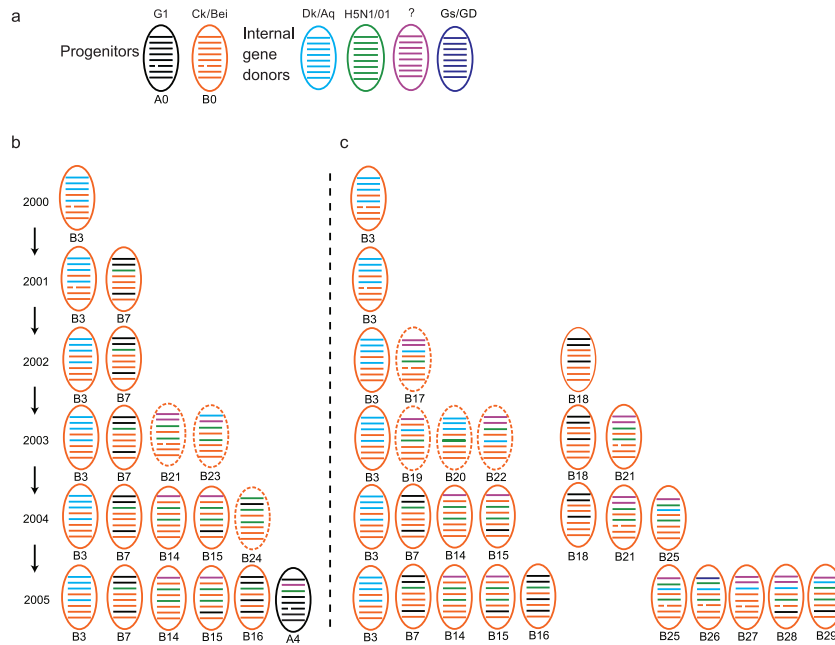 a
G1 Ck/Bei Dk/Aq H5N1/01 ? Gs/GD
Progenitors
Internal
gene
donors
A0 B0
b c
2000
B3 B3
2001
B3 B7 B3
2002
B3 B7 B3 B17 B18
2003
B3 B7 B21 B23 B3 B19 B20 B22 B18 B21
2004
B3 B7 B14 B15 B24 B3 B7 B14 B15 B18 B21 B25
2005
B3 B7 B14 B15 B16 A4 B3 B7 B14 B15 B16 B25 B26 B27 B28 B29